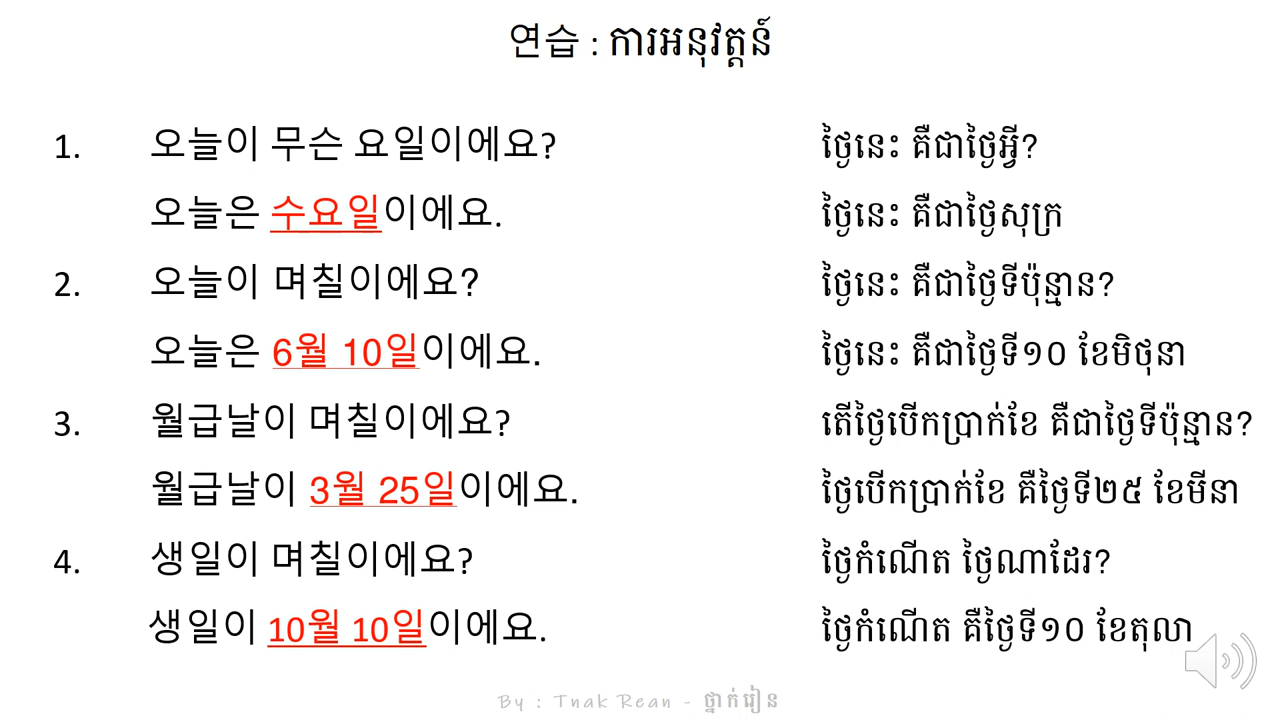 연습 : ការអនុវត្តន៍
1. 오늘이 무슨 요일이에요? ថ្ងៃនេះ គឺជាថ្ងៃអ្វី?
오늘은 수요일이에요. ថ្ងៃនេះ គឺជាថ្ងៃសុក្រ
2. 오늘이 며칠이에요? ថ្ងៃនេះ គឺជាថ្ងៃទីប៉ុន្មាន?
오늘은 6월 10일이에요. ថ្ងៃនេះ គឺជាថ្ងៃទី១០ ខែមិថុនា
3. 월급날이 며칠이에요? តើថ្ងៃបើកប្រាក់ខែ គឺជាថ្ងៃទីប៉ុន្មាន?
월급날이 3월 25일이에요. ថ្ងៃបើកប្រាក់ខែ គឺថ្ងៃទី២៥ ខែមីនា
4. 생일이 며칠이에요? ថ្ងៃកំណើត ថ្ងៃណាដែរ?
생일이 10월 10일이에요. ថ្ងៃកំណើត គឺថ្ងៃទី១០ ខែតុលា
By : Tnak Rean - ថ្នាក់រៀន